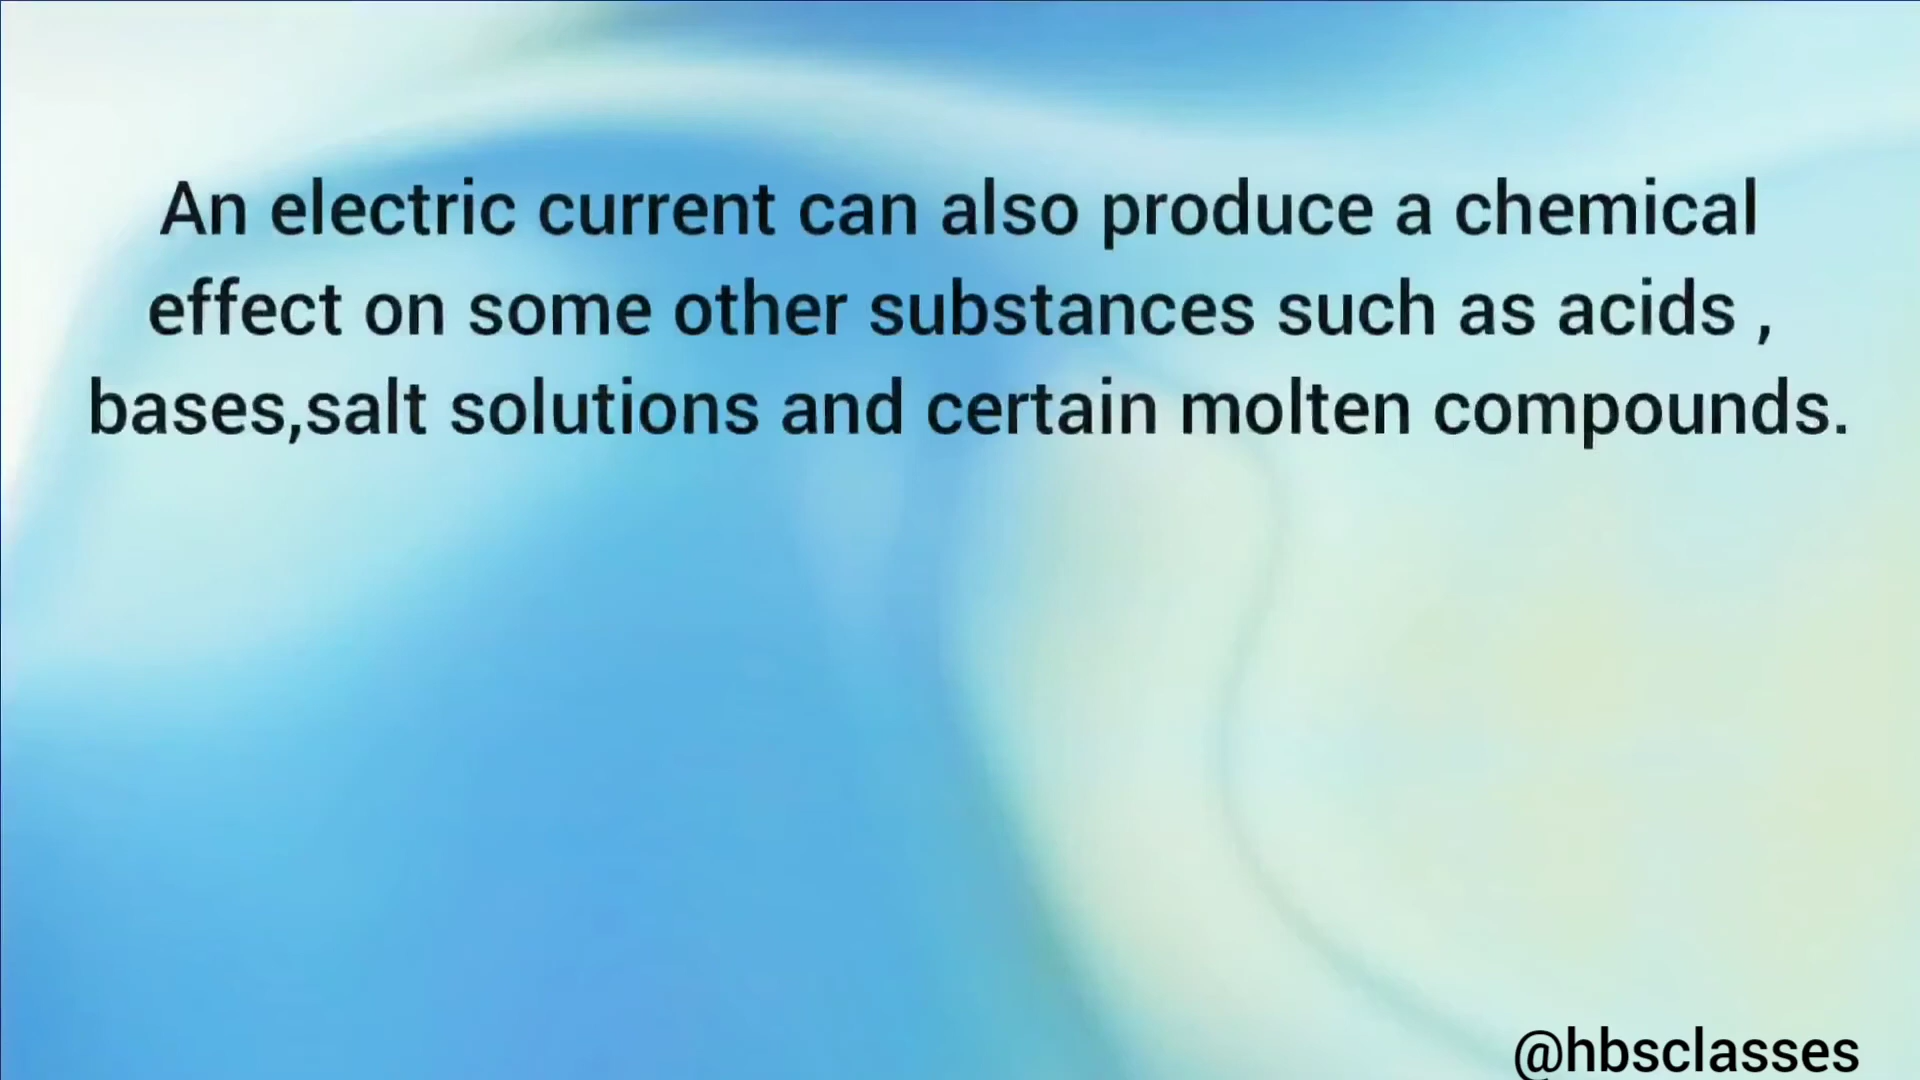 An electric current can also produce a chemical
effect on some other substances such as acids ,
bases,salt solutions and certain molten compounds.
@hbsclasses